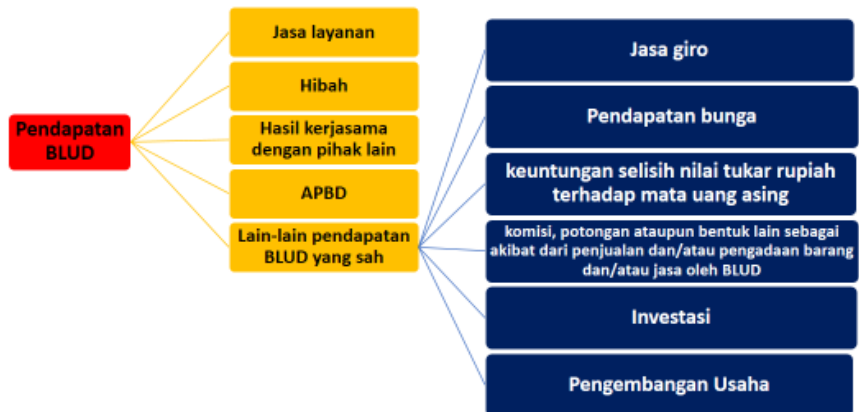 Pendapatan
BLUD
Jasa layanan
Hibah
Hasil kerjasama
dengan pihak lain
APBD
Lain-lain pendapatan
BLUD yang sah
Jasa giro
Pendapatan bunga
keuntungan selisih nilai tukar rupiah
terhadap mata uang asing
komisi, potongan ataupun bentuk lain sebagai
akibat dari penjualan dan/atau pengadaan barang
dan/atau jasa oleh BLUD
Investasi
Pengembangan Usaha